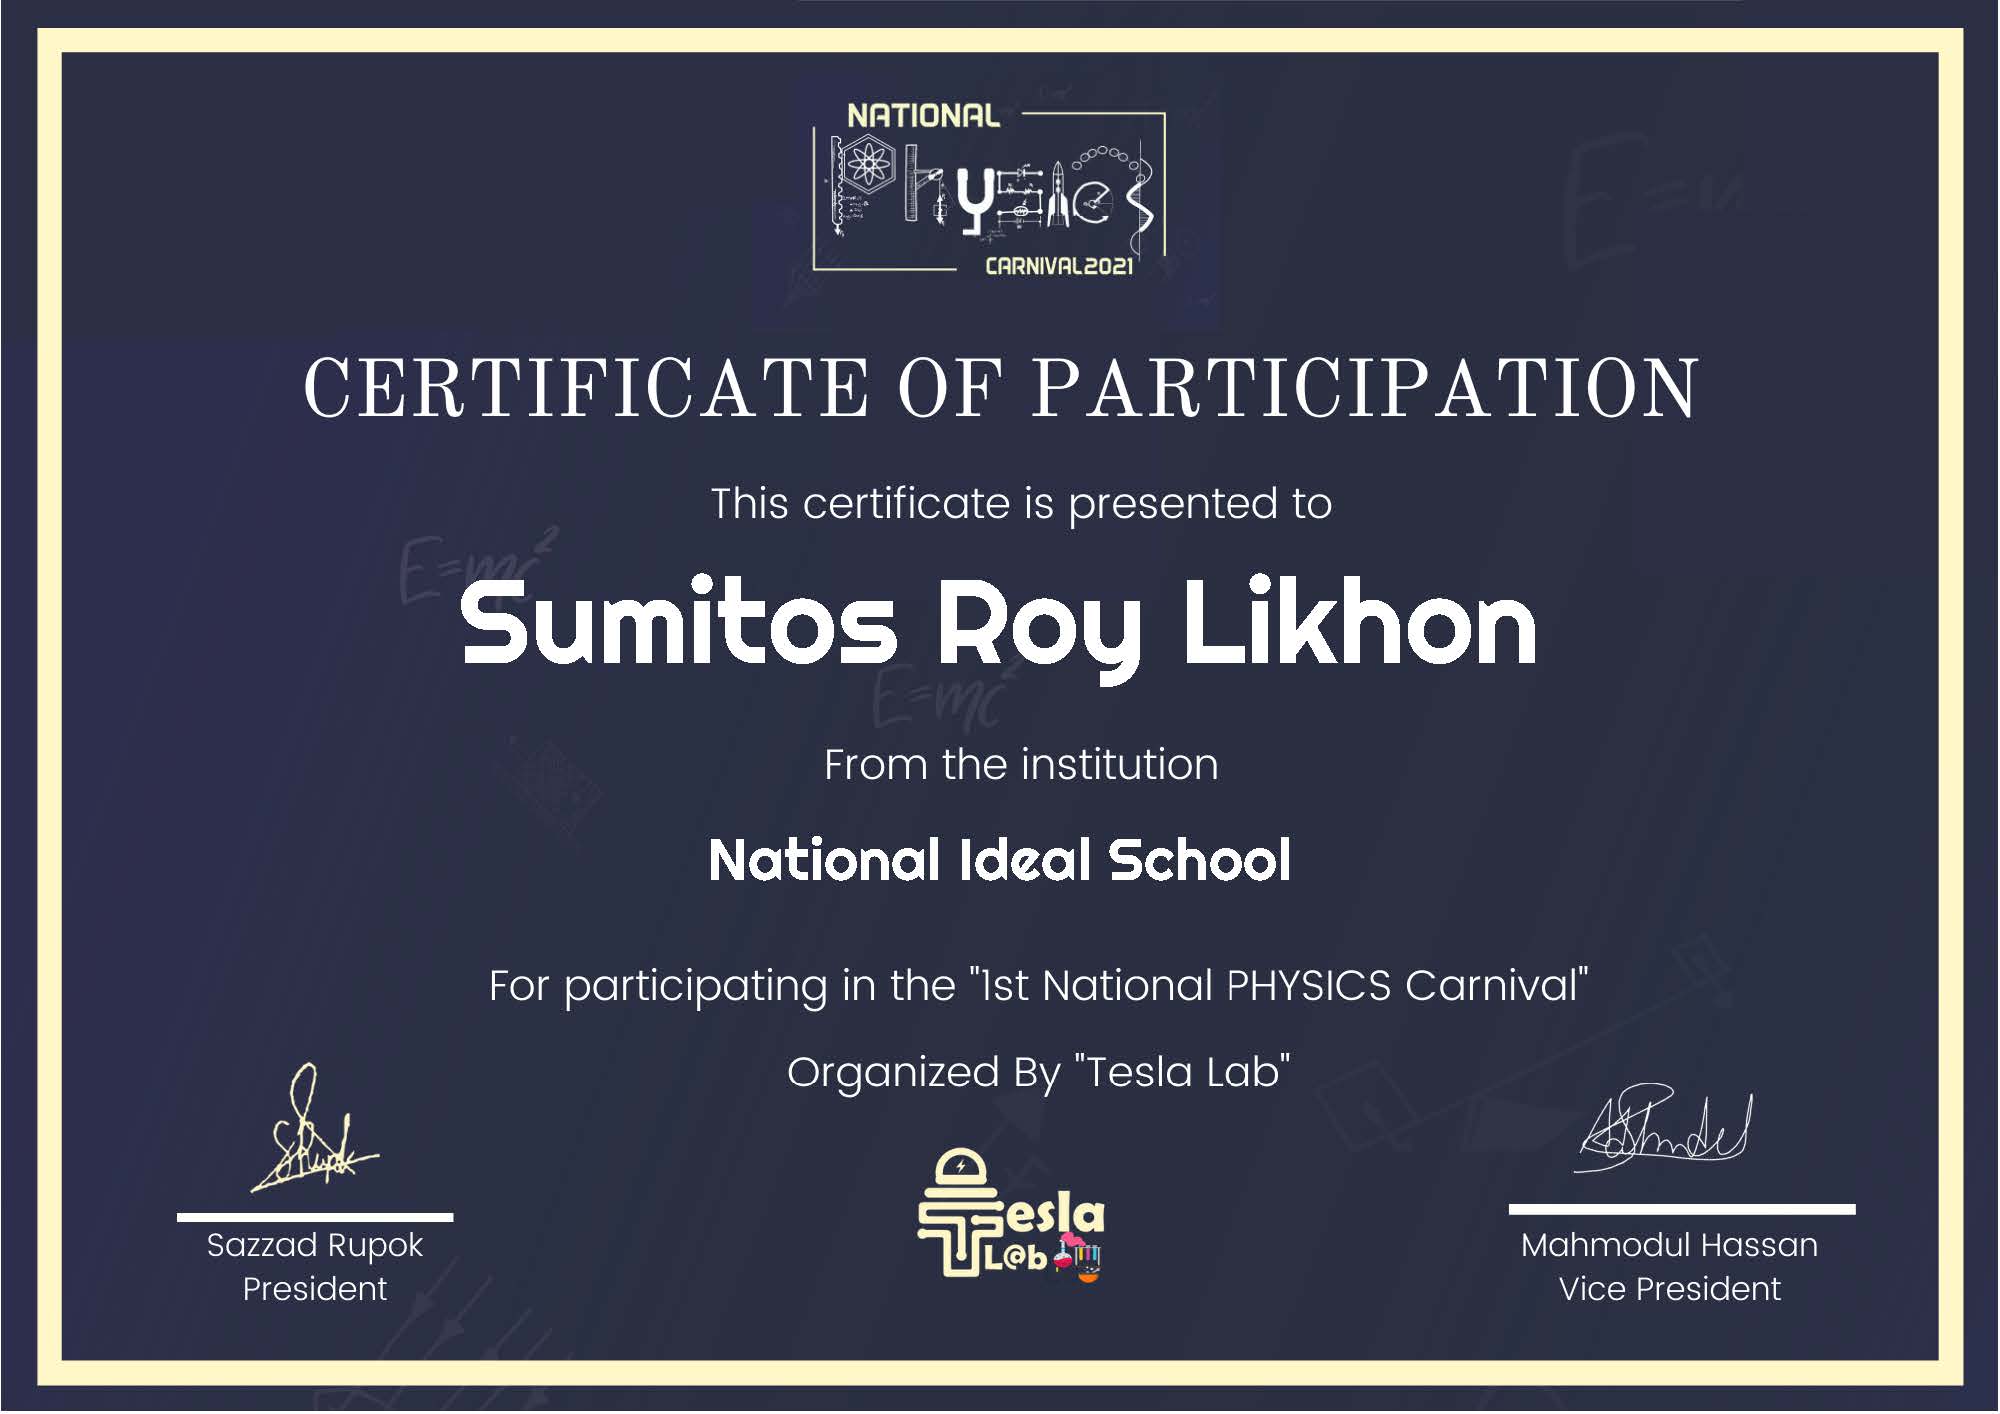 NATIONAL
Physics
CARNIVAL2021
CERTIFICATE OF PARTICIPATION
This certificate is presented to
E=mc²
Sumitos Roy Likhon
E=mc²
From the institution
National Ideal School
For participating in the "1st National PHYSICS Carnival"
Organized By "Tesla Lab"
Tesla
L@b
Sazzad Rupok
President
Mahmodul Hassan
Vice President